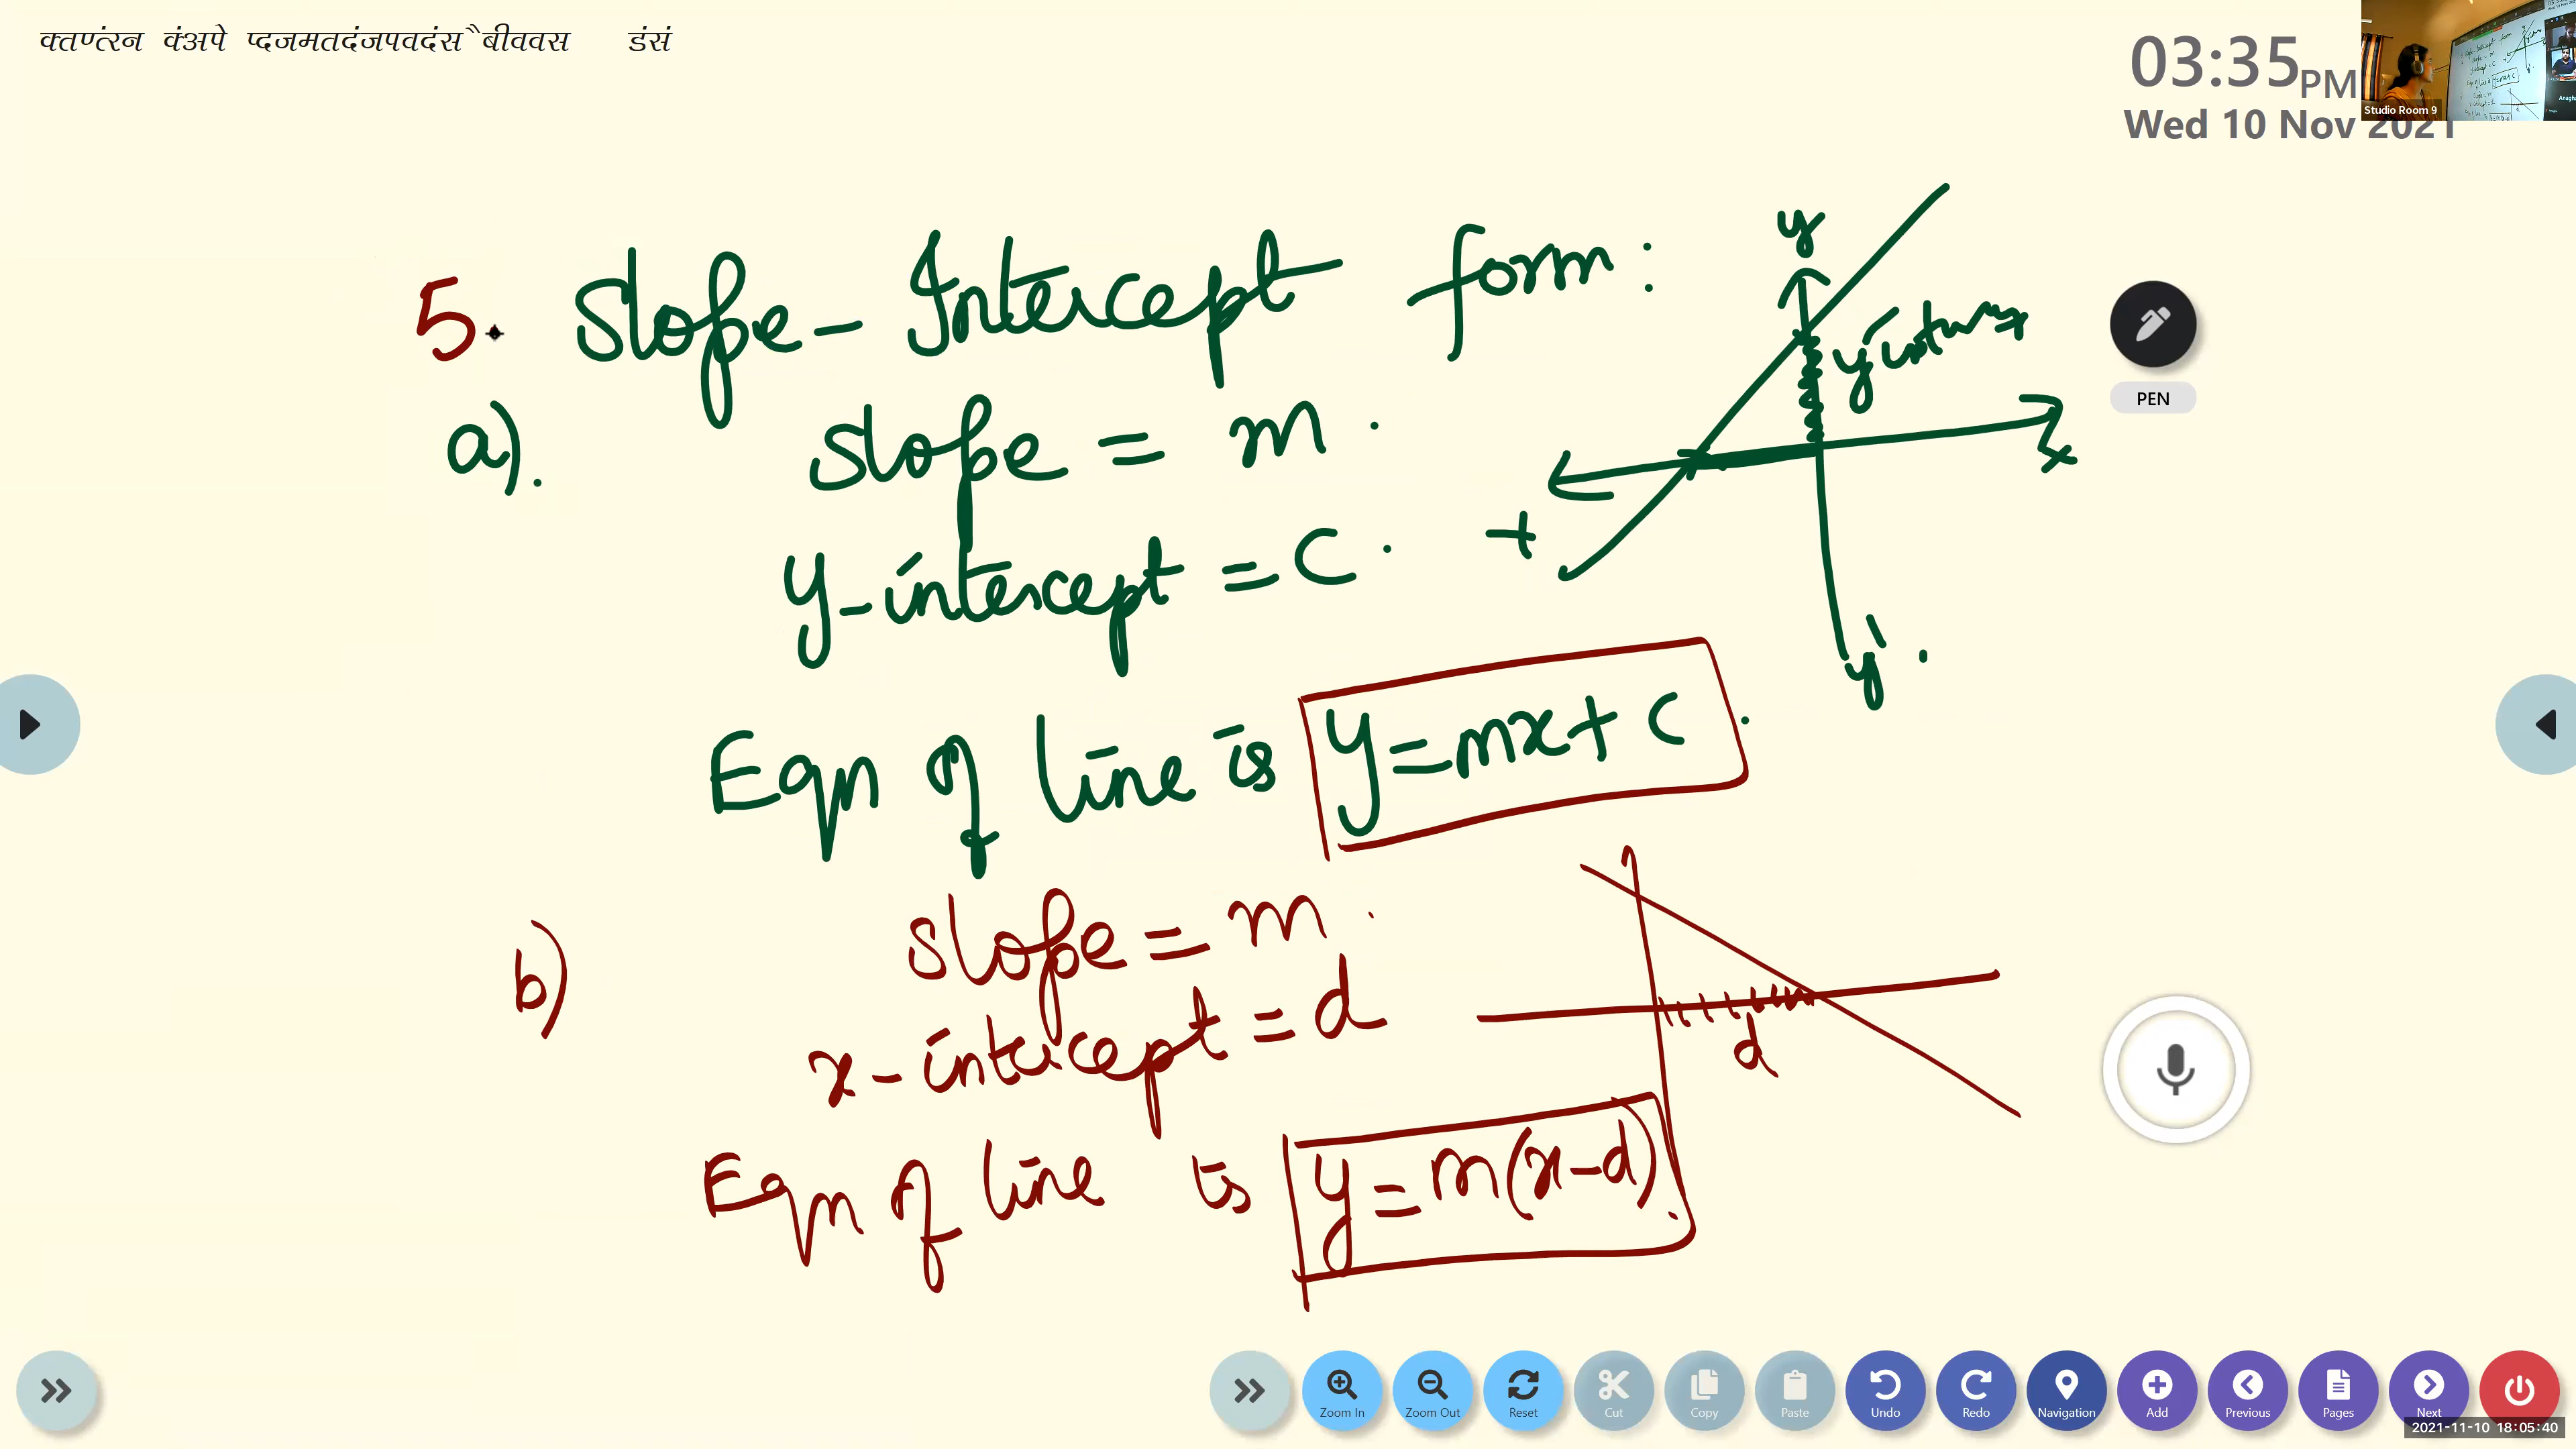 क्तण्तंरन  कंअपे  प्दजमतदंजपवदंस ैबीववस    डंसं
03:35PM
Wed 10 Nov 2021
Studio Room 9
5. Slope-Intercept form:
a). slope = m.
y-intercept = c.
y
x
y'
Eqn of line is y=mx+c.
PEN
b) slope = m.
x-intercept = d
d
Eqn of line is y=m(x-d).
Zoom In
Zoom Out
Reset
Cut
Copy
Paste
Undo
Redo
Navigation
Add
Previous
Pages
Next
2021-11-10 18:05:40